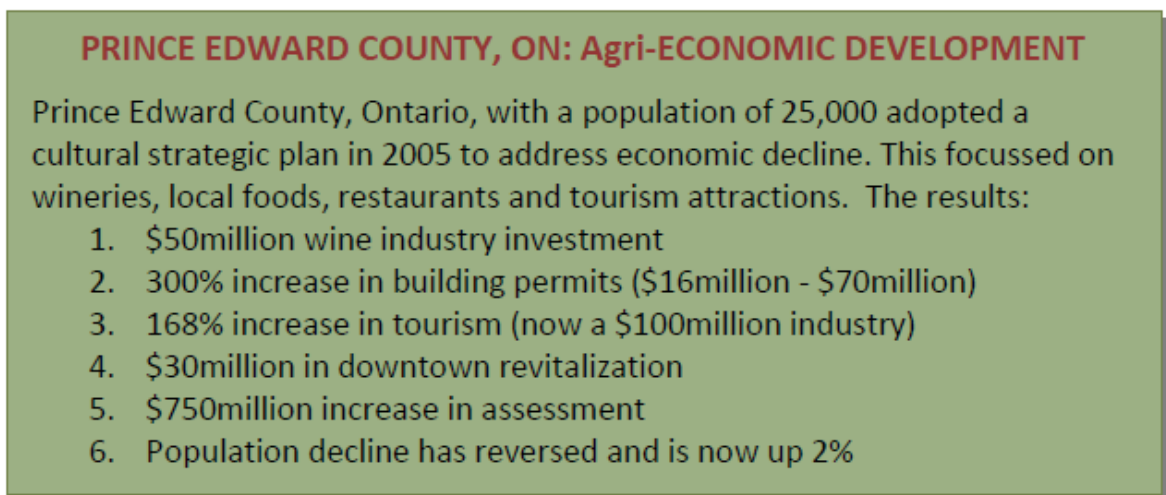 PRINCE EDWARD COUNTY, ON: Agri-ECONOMIC DEVELOPMENT
Prince Edward County, Ontario, with a population of 25,000 adopted a
cultural strategic plan in 2005 to address economic decline. This focussed on
wineries, local foods, restaurants and tourism attractions.  The results:
1. $50million wine industry investment
2. 300% increase in building permits ($16million - $70million)
3. 168% increase in tourism (now a $100million industry)
4. $30million in downtown revitalization
5. $750million increase in assessment
6. Population decline has reversed and is now up 2%